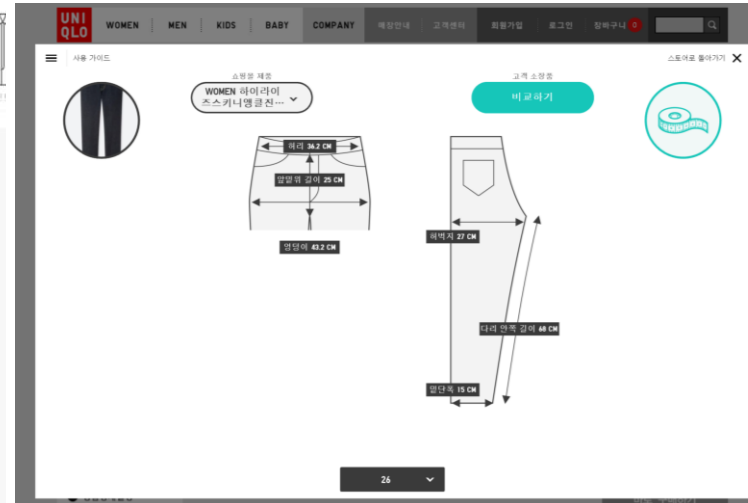 UNI
QLO
WOMEN MEN KIDS BABY COMPANY 매장안내 고객센터 회원가입 로그인 장바구니 0
사용 가이드
스토어로 돌아가기
쇼핑몰 제품
고객 소장품
WOMEN 하이라이
즈스키니앵클진…
비교하기
허리 36.2 CM
앞밑위 길이 25 CM
엉덩이 43.2 CM
허벅지 27 CM
다리 안쪽 길이 68 CM
밑단폭 15 CM
26